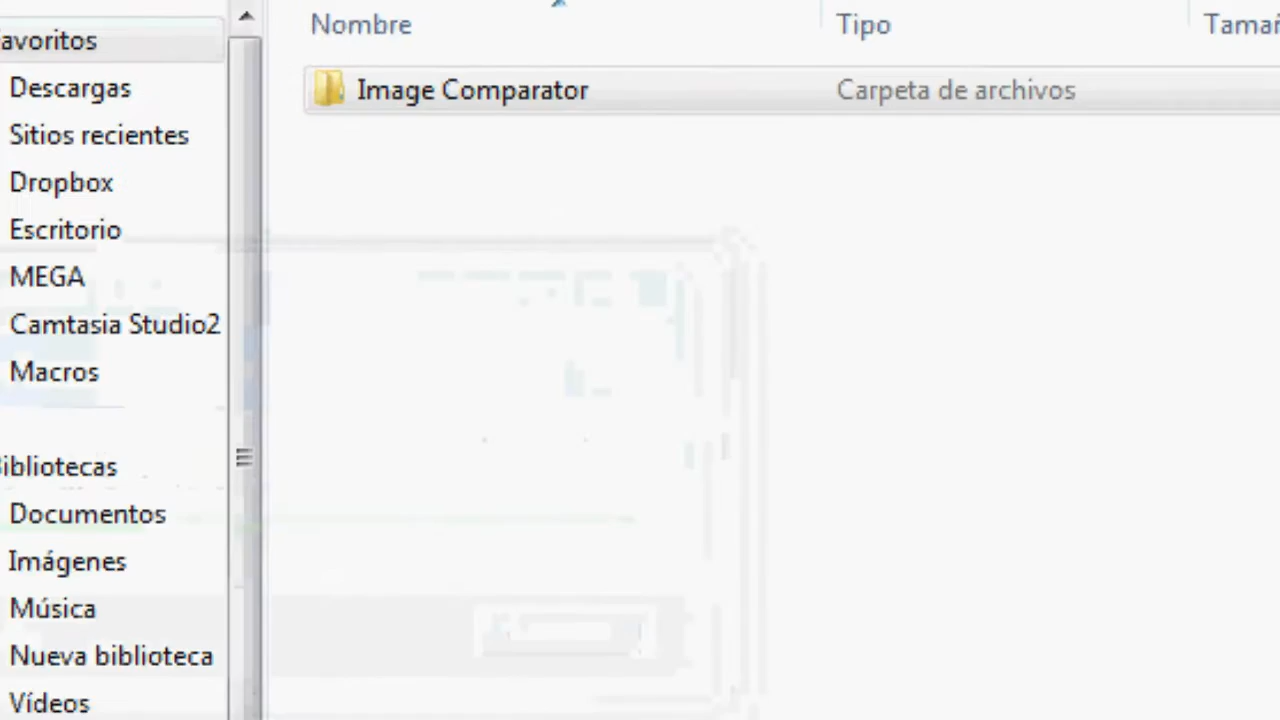 Nombre Tipo Tamañ
avoritos
Image Comparator Carpeta de archivos
Descargas
Sitios recientes
Dropbox
Escritorio
MEGA
Camtasia Studio2
Macros
ibliotecas
Documentos
Imágenes
Música
Nueva biblioteca
Vídeos